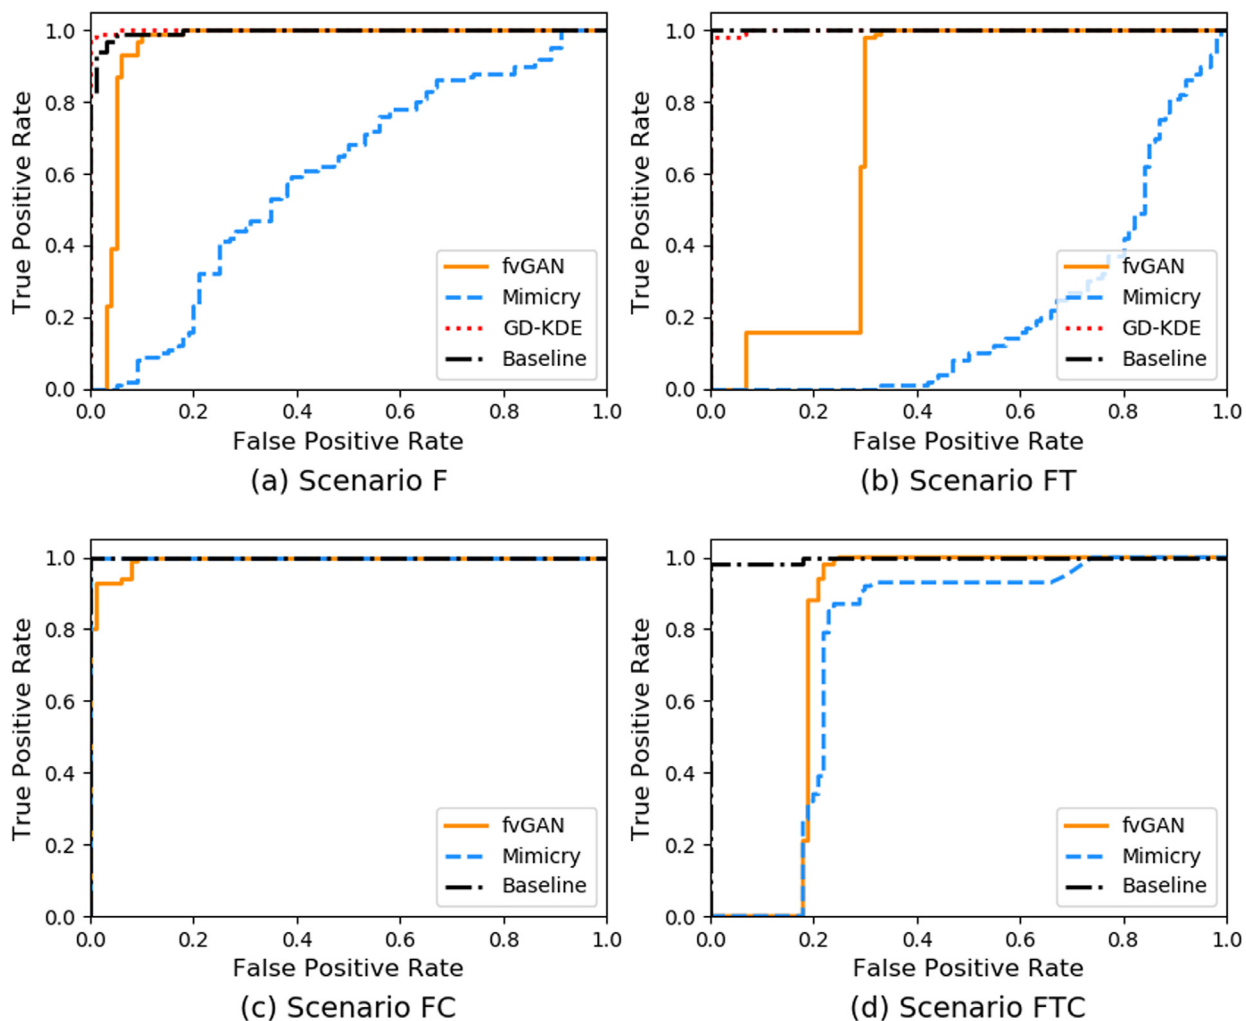 1.0
0.8
0.6
0.4
0.2
0.0
True Positive Rate
fvGAN
Mimicry
GD-KDE
Baseline
0.0 0.2 0.4 0.6 0.8 1.0
False Positive Rate
(a) Scenario F
1.0
0.8
0.6
0.4
0.2
0.0
True Positive Rate
fvGAN
Mimicry
GD-KDE
Baseline
0.0 0.2 0.4 0.6 0.8 1.0
False Positive Rate
(b) Scenario FT
1.0
0.8
0.6
0.4
0.2
0.0
True Positive Rate
fvGAN
Mimicry
Baseline
0.0 0.2 0.4 0.6 0.8 1.0
False Positive Rate
(c) Scenario FC
1.0
0.8
0.6
0.4
0.2
0.0
True Positive Rate
fvGAN
Mimicry
Baseline
0.0 0.2 0.4 0.6 0.8 1.0
False Positive Rate
(d) Scenario FTC